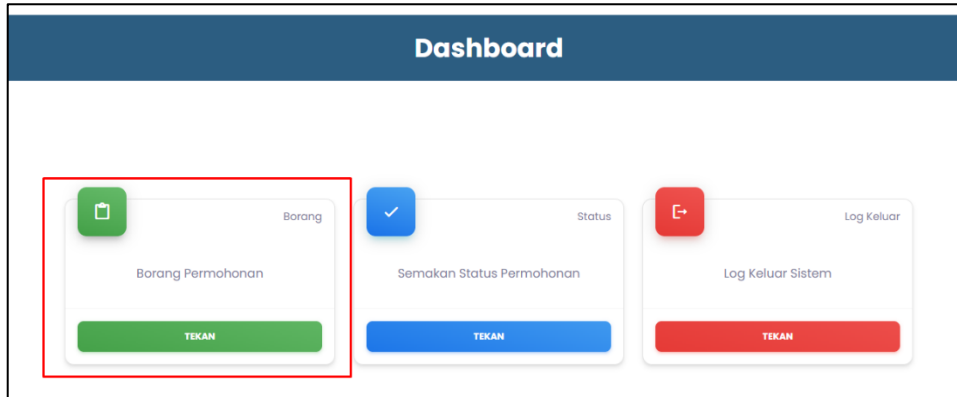 Dashboard
Borang
Borang Permohonan
TEKAN
Status
Semakan Status Permohonan
TEKAN
Log Keluar
Log Keluar Sistem
TEKAN